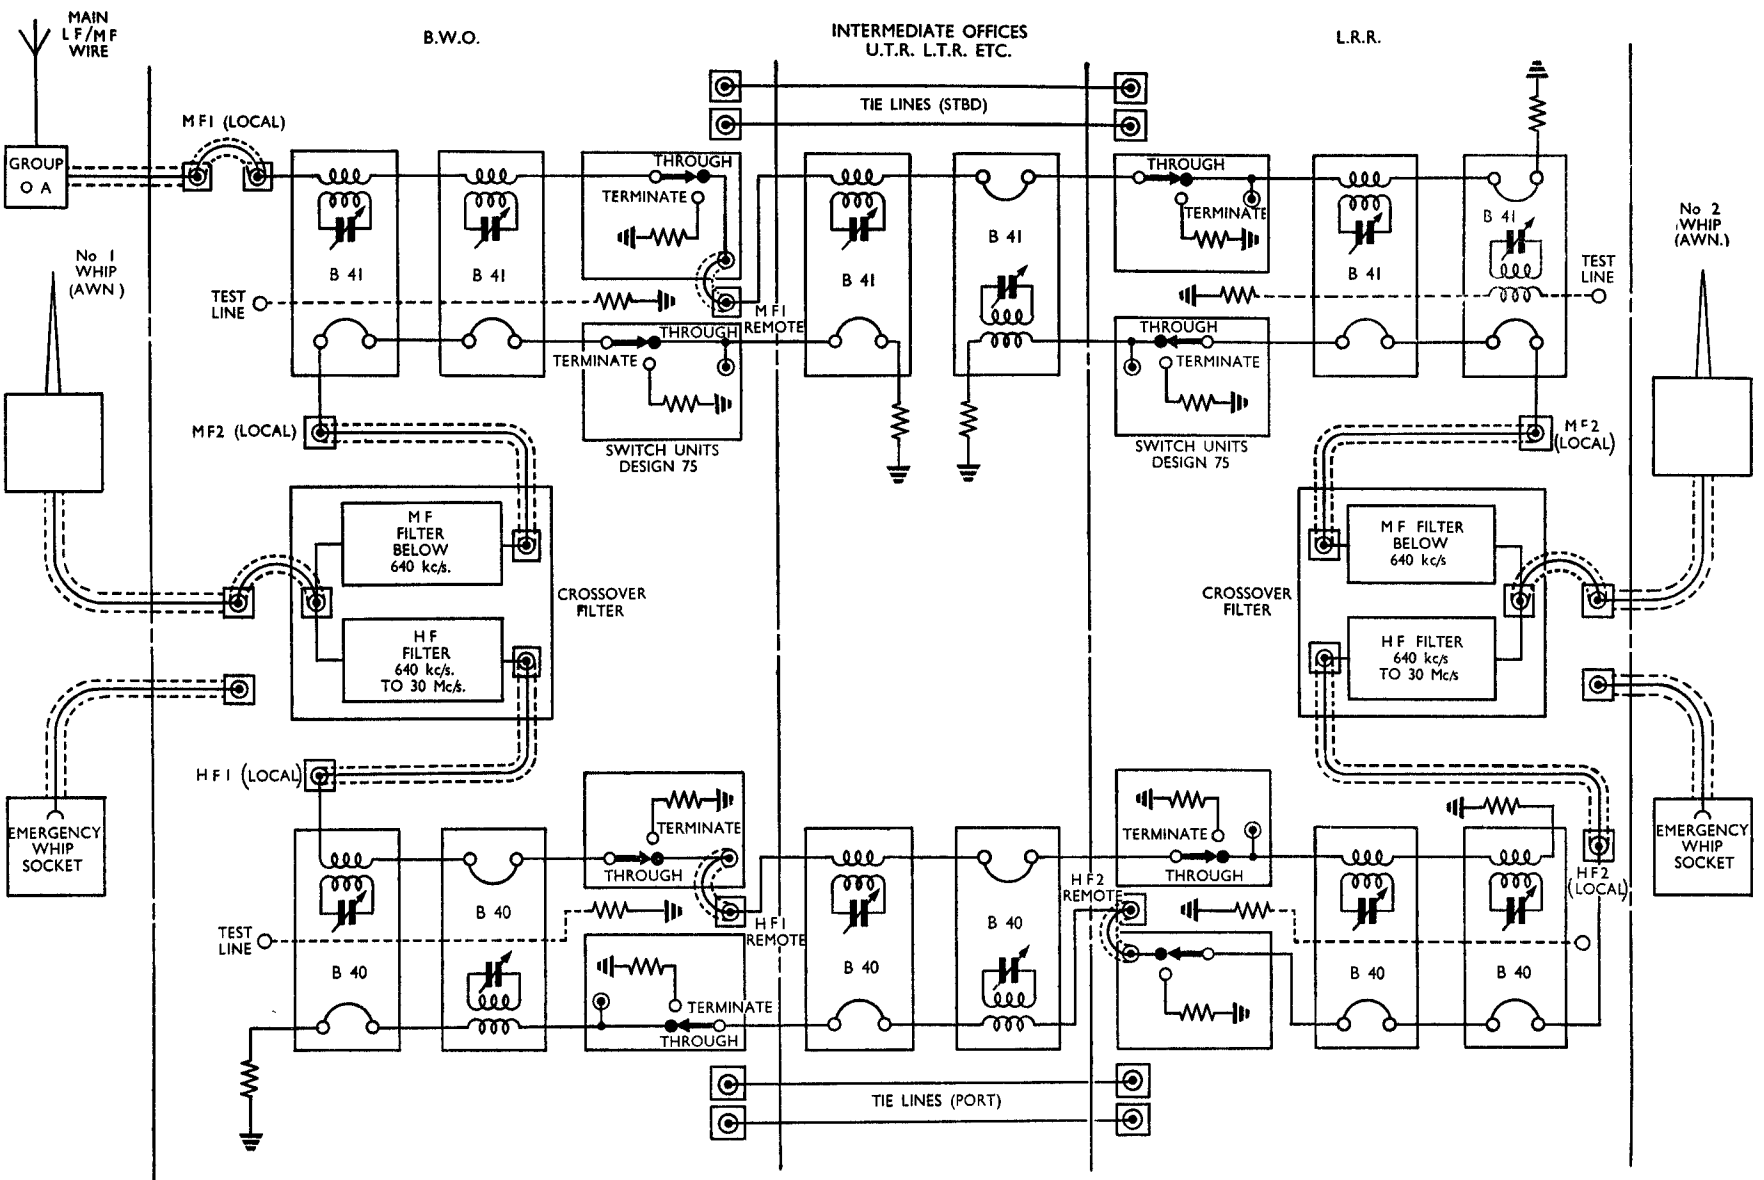 MAIN
LF/MF
WIRE
B.W.O.
INTERMEDIATE OFFICES
U.T.R. L.T.R. ETC.
L.R.R.
TIE LINES (STBD)
MF1 (LOCAL)
GROUP
O A
THROUGH
TERMINATE
THROUGH
TERMINATE
B 41
B 41
B 41
B 41
B 41
B 41
No 1
WHIP
(AWN)
No 2
WHIP
(AWN.)
TEST
LINE
TEST
LINE
MF1
REMOTE
THROUGH
TERMINATE
THROUGH
TERMINATE
MF2 (LOCAL)
MF2
(LOCAL)
SWITCH UNITS
DESIGN 75
SWITCH UNITS
DESIGN 75
MF
FILTER
BELOW
640 kc/s.
MF FILTER
BELOW
640 kc/s
CROSSOVER
FILTER
CROSSOVER
FILTER
HF
FILTER
640 kc/s.
TO 30 Mc/s.
HF FILTER
640 kc/s
TO 30 Mc/s
HF1 (LOCAL)
EMERGENCY
WHIP
SOCKET
EMERGENCY
WHIP
SOCKET
TERMINATE
THROUGH
TERMINATE
THROUGH
HF2
REMOTE
HF2
(LOCAL)
B 40
B 40
TEST
LINE
HF1
REMOTE
B 40
B 40
B 40
B 40
TERMINATE
THROUGH
TIE LINES (PORT)